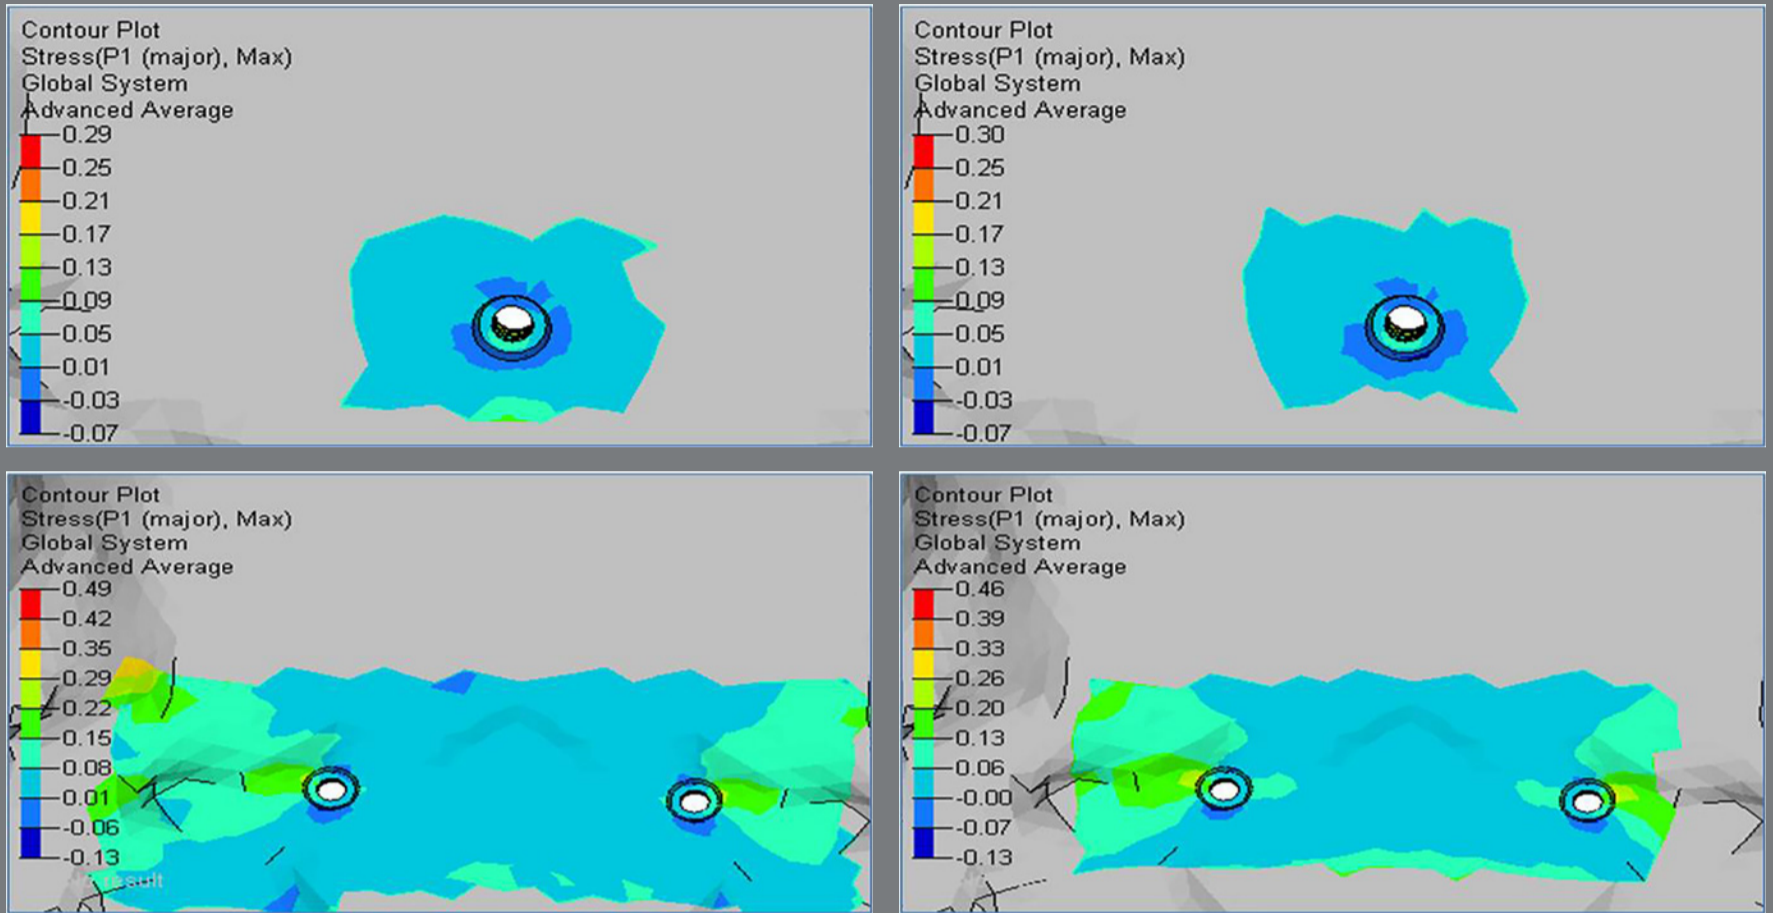 Contour Plot
Stress(P1 (major), Max)
Global System
Advanced Average
0.29
0.25
0.21
0.17
0.13
0.09
0.05
0.01
-0.03
-0.07
Contour Plot
Stress(P1 (major), Max)
Global System
Advanced Average
0.30
0.25
0.21
0.17
0.13
0.09
0.05
0.01
-0.03
-0.07
Contour Plot
Stress(P1 (major), Max)
Global System
Advanced Average
0.49
0.42
0.35
0.29
0.22
0.15
0.08
0.01
-0.06
-0.13
result
Contour Plot
Stress(P1 (major), Max)
Global System
Advanced Average
0.46
0.39
0.33
0.26
0.20
0.13
0.06
-0.00
-0.07
-0.13